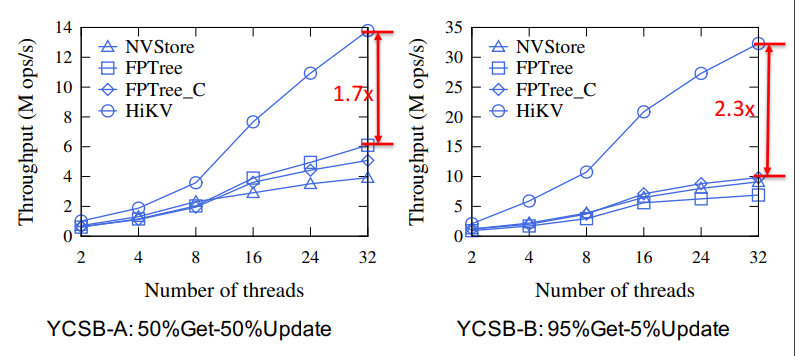 Throughput (M ops/s)
14
12
10
8
6
4
2
0
NVStore
FPTree
FPTree_C
HiKV
1.7x
2 4 8 16 24 32
Number of threads
YCSB-A: 50%Get-50%Update
Throughput (M ops/s)
35
30
25
20
15
10
5
0
NVStore
FPTree
FPTree_C
HiKV
2.3x
2 4 8 16 24 32
Number of threads
YCSB-B: 95%Get-5%Update